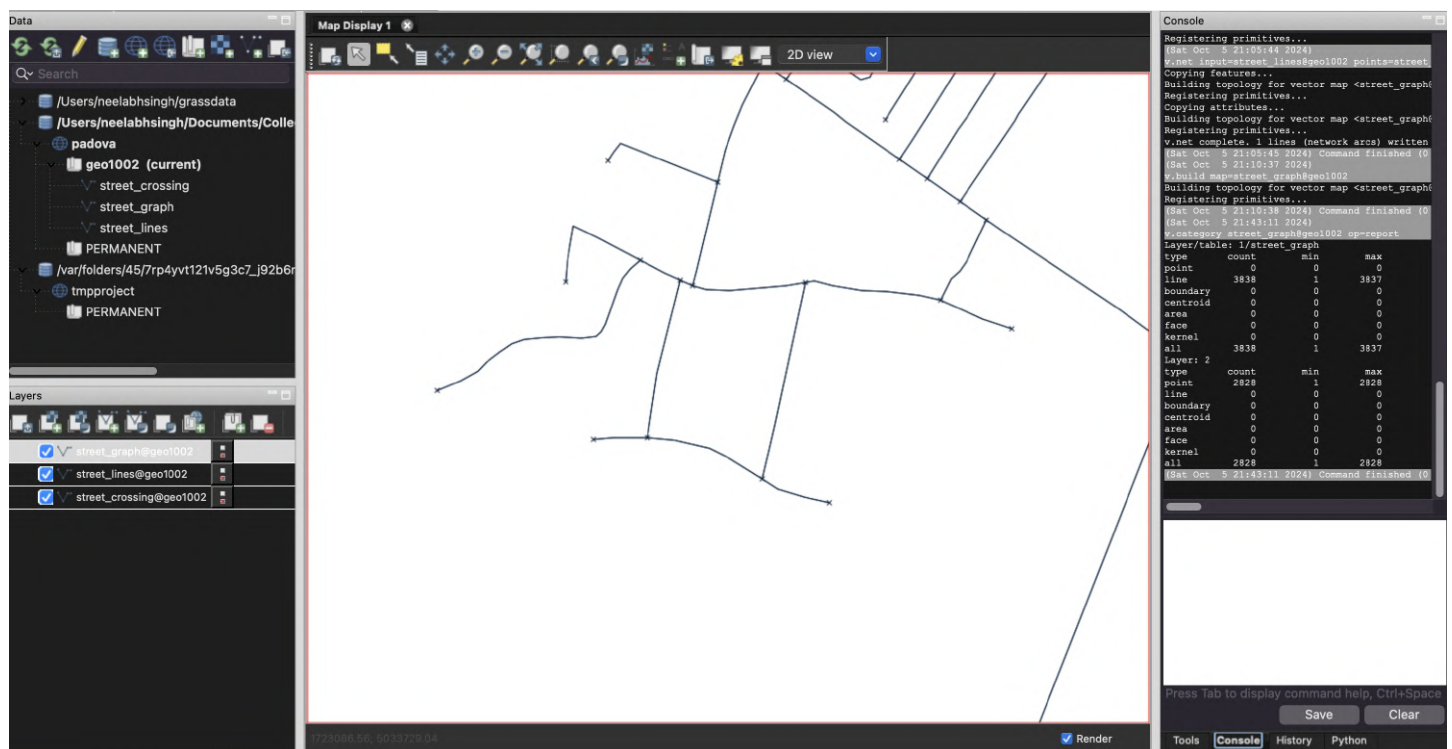 Data
Search
/Users/neelabhsingh/grassdata
/Users/neelabhsingh/Documents/Colle
padova
geo1002 (current)
street_crossing
street_graph
street_lines
PERMANENT
/var/folders/45/7rp4yvt121v5g3c7_j92b6r
tmpproject
PERMANENT
Layers
street_graph@geo1002
street_lines@geo1002
street_crossing@geo1002
Map Display 1
2D view
1723086.56; 5033729.04
Render
Console
Registering primitives...
(Sat Oct 5 21:05:44 2024)
v.net input=street_lines@geo1002 points=street_
Copying features...
Building topology for vector map <street_graph@
Registering primitives...
Copying attributes...
Building topology for vector map <street_graph@
Registering primitives...
v.net complete. 1 lines (network arcs) written
(Sat Oct 5 21:05:45 2024) Command finished (0
(Sat Oct 5 21:10:37 2024)
v.build map=street_graph@geo1002
Building topology for vector map <street_graph@
Registering primitives...
(Sat Oct 5 21:10:38 2024) Command finished (0
(Sat Oct 5 21:43:11 2024)
v.category street_graph@geo1002 op=report
Layer/table: 1/street_graph
type count min max
point 0 0 0
line 3838 1 3837
boundary 0 0 0
centroid 0 0 0
area 0 0 0
face 0 0 0
kernel 0 0 0
all 3838 1 3837
Layer: 2
type count min max
point 2828 1 2828
line 0 0 0
boundary 0 0 0
centroid 0 0 0
area 0 0 0
face 0 0 0
kernel 0 0 0
all 2828 1 2828
(Sat Oct 5 21:43:11 2024) Command finished (0
Press Tab to display command help, Ctrl+Space
Save Clear
Tools Console History Python